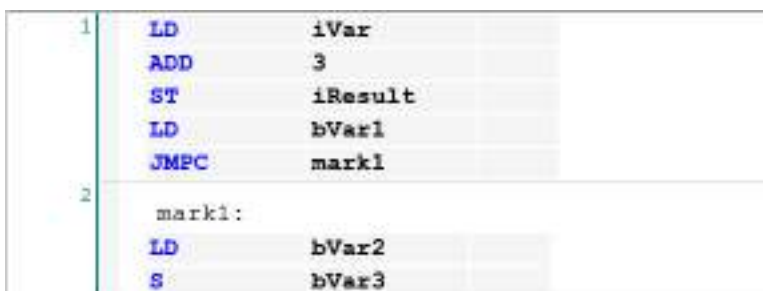 1 LD iVar
ADD 3
ST iResult
LD bVar1
JMPC mark1
2
mark1:
LD bVar2
S bVar3